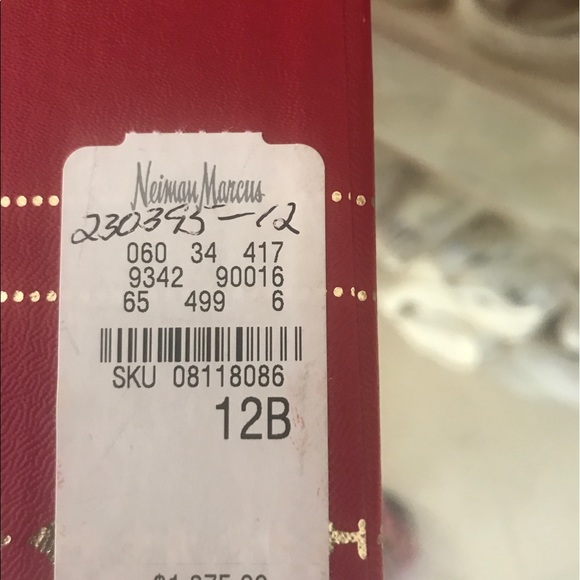 Neiman Marcus
230395-12
060 34 417
9342 90016
65 499 6
SKU 08118086
12B